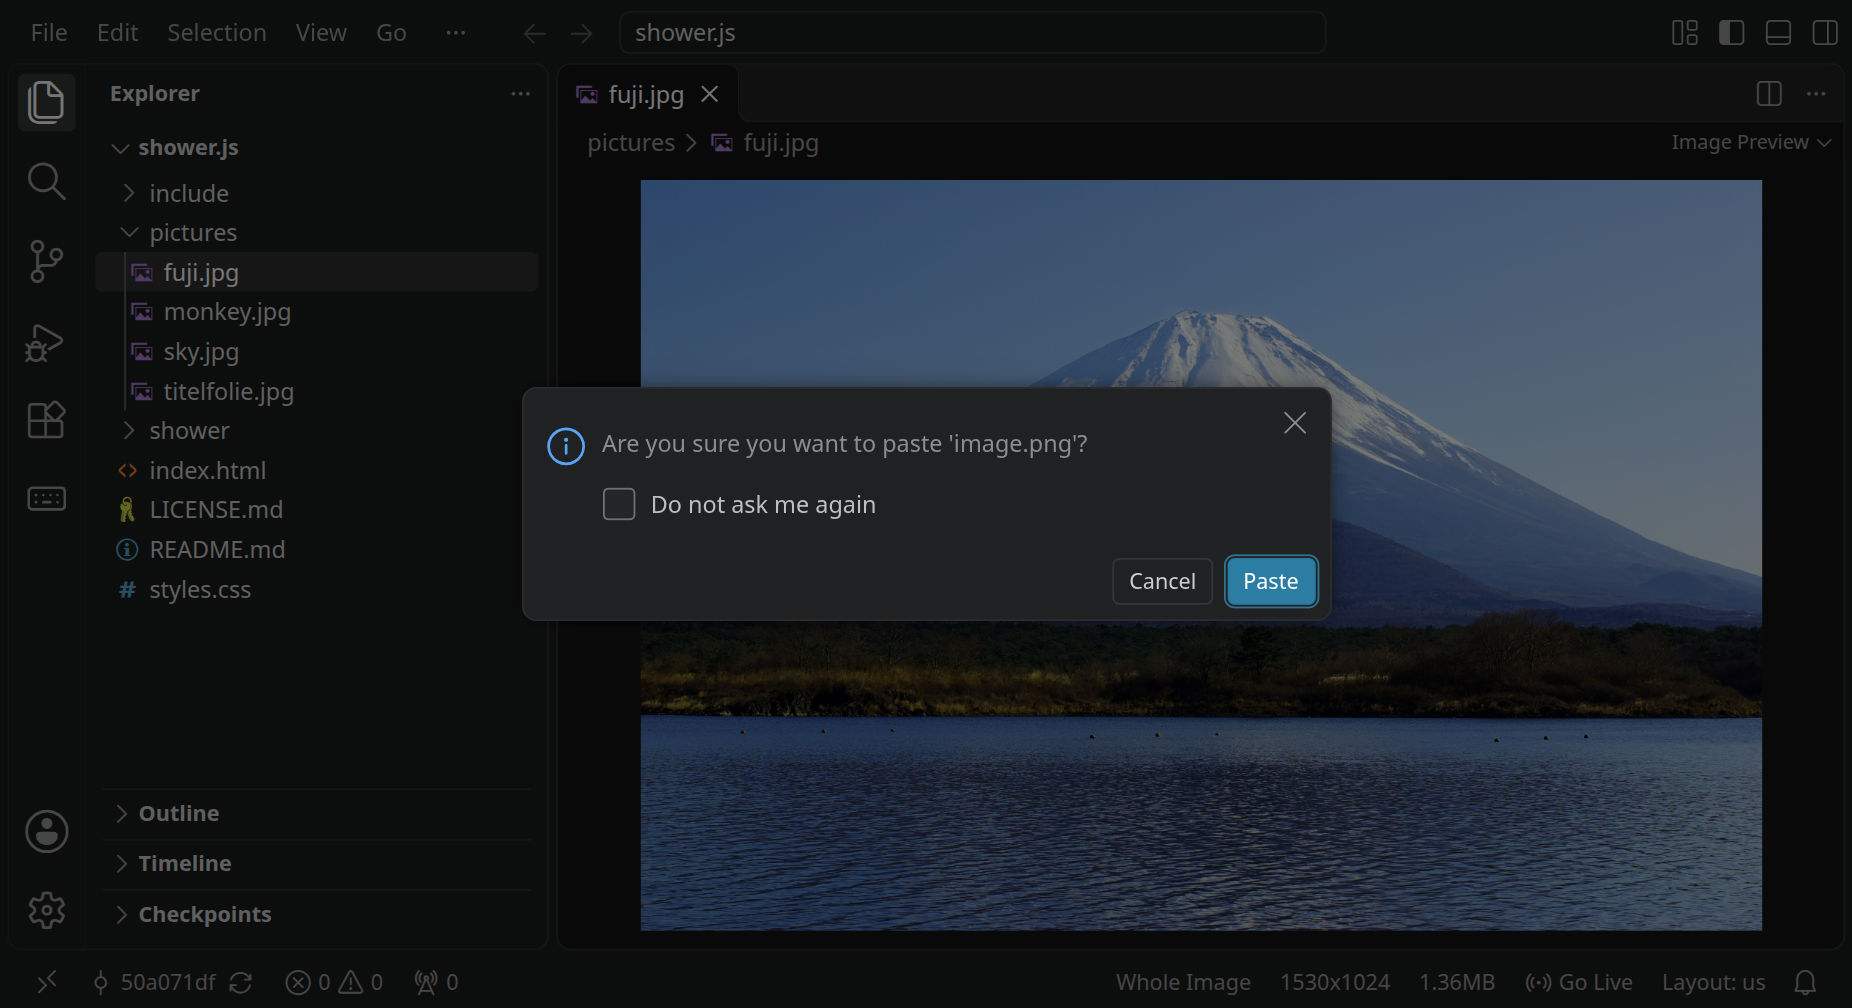 File Edit Selection View Go ··· shower.js
Explorer ···
shower.js
include
pictures
fuji.jpg
monkey.jpg
sky.jpg
titelfolie.jpg
shower
index.html
LICENSE.md
README.md
# styles.css
Outline
Timeline
Checkpoints
fuji.jpg
pictures > fuji.jpg
Image Preview
Are you sure you want to paste 'image.png'?
Do not ask me again
Cancel Paste
50a071df 0 0 0
Whole Image 1530x1024 1.36MB Go Live Layout: us